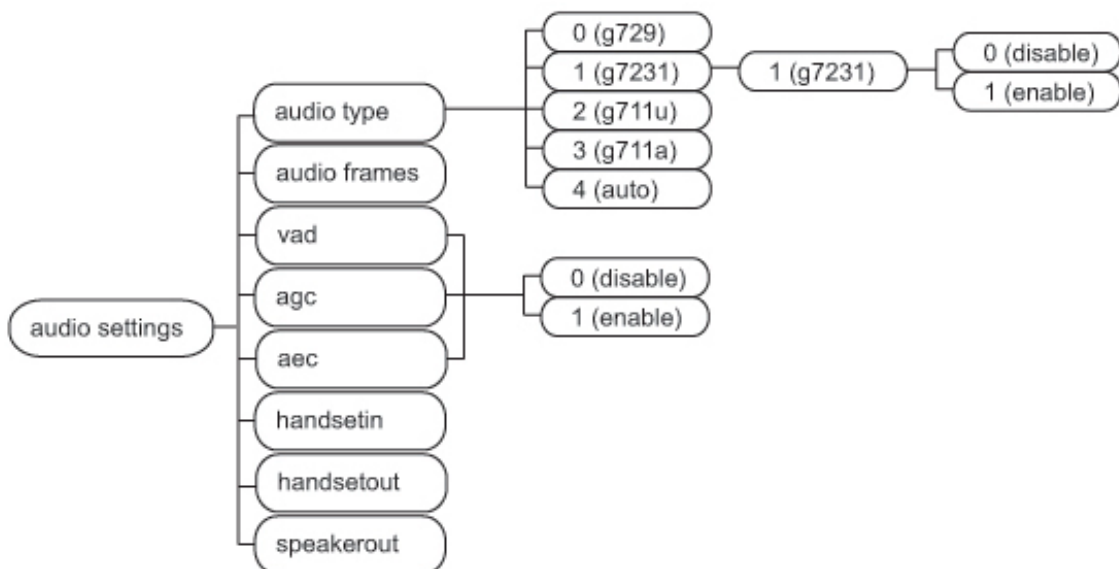 audio settings
audio type
audio frames
vad
agc
aec
handsetin
handsetout
speakerout
0 (g729)
1 (g7231)
2 (g711u)
3 (g711a)
4 (auto)
1 (g7231)
0 (disable)
1 (enable)
0 (disable)
1 (enable)